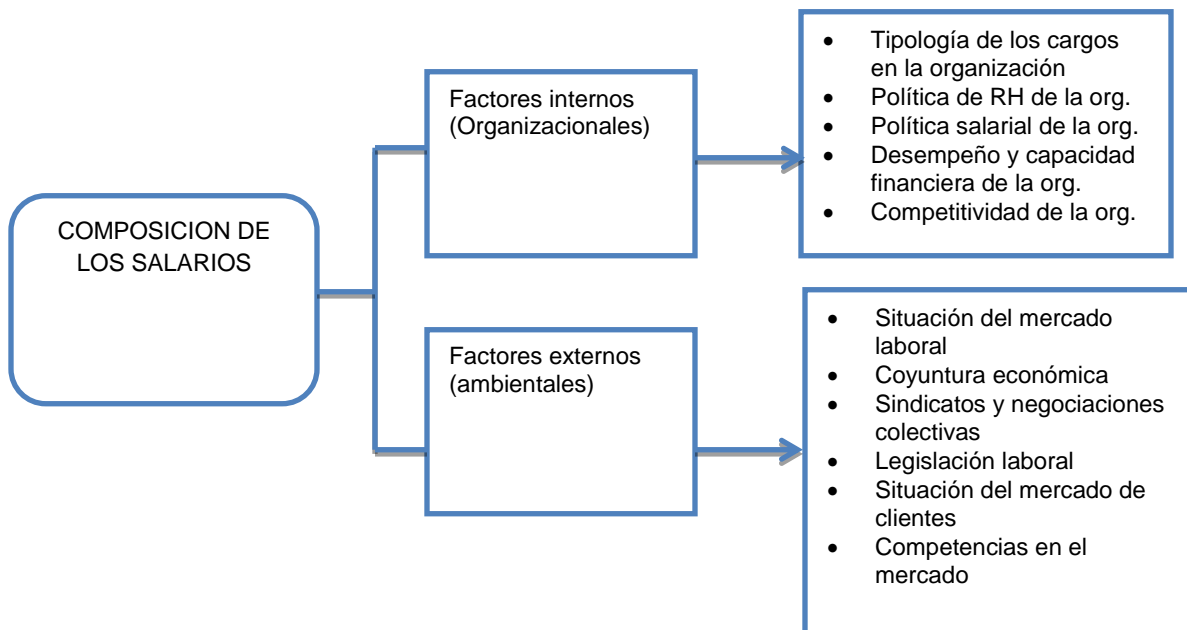 COMPOSICION DE
LOS SALARIOS
Factores internos
(Organizacionales)
• Tipología de los cargos
en la organización
• Política de RH de la org.
• Política salarial de la org.
• Desempeño y capacidad
financiera de la org.
• Competitividad de la org.
Factores externos
(ambientales)
• Situación del mercado
laboral
• Coyuntura económica
• Sindicatos y negociaciones
colectivas
• Legislación laboral
• Situación del mercado de
clientes
• Competencias en el
mercado